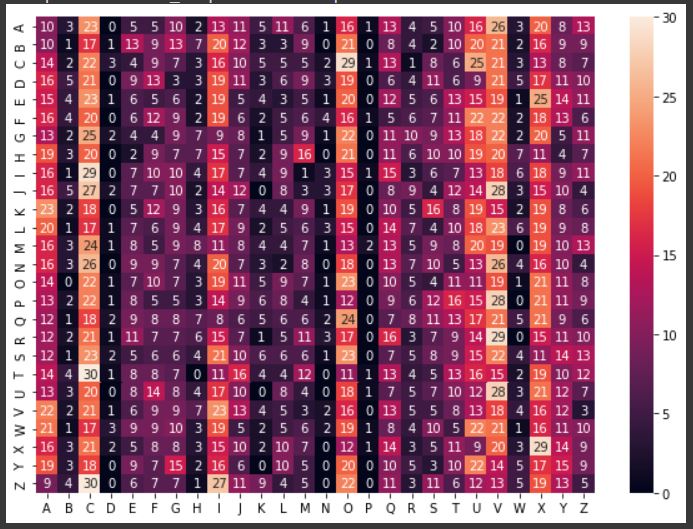 A 10 3 23 0 5 5 10 2 13 11 5 11 6 1 16 1 13 4 5 10 16 26 3 20 8 13
B 10 1 17 1 13 9 13 7 20 12 3 3 9 0 21 0 8 4 2 10 20 21 2 16 9 9
C 14 2 22 3 4 9 7 3 16 10 5 5 5 2 29 1 13 1 8 6 25 21 3 13 8 7
D 16 5 21 0 9 13 3 3 19 11 3 6 9 3 19 0 6 4 11 6 9 21 5 17 11 10
E 15 4 23 1 6 5 6 2 19 5 4 3 5 1 20 0 12 5 6 13 15 19 1 25 14 11
F 16 4 20 0 6 12 9 2 19 6 2 5 6 4 16 1 5 6 7 11 22 22 2 18 13 6
G 13 2 25 2 4 4 9 7 9 8 1 5 9 1 22 0 11 10 9 13 18 22 2 20 5 11
H 19 3 20 0 2 9 7 7 15 7 2 9 16 0 21 0 11 6 10 10 19 20 7 11 4 7
I 16 1 29 0 7 10 10 4 17 7 4 9 1 3 15 1 15 3 6 7 13 18 6 18 9 11
J 16 5 27 2 7 7 10 2 14 12 0 8 3 3 17 0 8 9 4 12 14 28 3 15 10 4
K 23 2 18 0 5 12 9 3 16 7 4 4 9 1 19 0 10 5 16 8 19 15 2 19 8 6
L 20 1 17 1 7 6 9 4 17 9 2 5 6 3 15 0 14 7 4 10 18 23 6 19 9 8
M 16 3 24 1 8 5 9 8 11 8 4 4 7 1 13 2 13 5 8 9 20 19 0 19 10 13
N 16 3 26 0 9 9 7 4 20 7 3 2 8 0 18 0 13 7 10 5 13 26 4 16 10 4
O 14 0 22 1 7 10 7 3 19 11 5 9 7 1 23 0 10 5 4 11 11 19 1 21 11 8
P 13 2 22 1 8 5 5 3 14 9 6 8 4 1 12 0 9 6 12 16 15 28 0 21 11 9
Q 12 1 18 2 9 8 8 7 8 6 5 6 6 2 24 0 7 8 11 13 17 21 5 21 9 6
R 12 2 21 1 11 7 7 6 15 7 1 5 11 3 17 0 16 3 7 9 14 29 0 15 11 10
S 12 1 23 2 5 6 6 4 21 10 6 6 6 1 23 0 7 5 8 9 15 22 4 11 14 13
T 14 4 30 1 8 8 7 0 11 16 4 4 12 0 11 1 13 4 5 13 16 15 2 19 10 12
U 13 3 20 0 8 14 8 4 17 10 0 8 4 0 18 1 7 5 7 10 12 28 3 21 12 7
V 22 2 21 1 6 9 9 7 23 13 4 5 3 2 16 0 13 5 5 8 13 18 4 16 12 3
W 21 1 17 3 9 9 10 3 19 5 2 5 2 2 19 1 8 4 10 5 22 21 1 16 11 10
X 16 3 21 2 5 8 8 3 15 10 2 10 7 0 12 1 14 3 5 11 9 20 3 29 14 9
Y 19 3 18 0 9 7 15 2 16 6 0 10 5 0 20 0 10 5 3 10 22 14 5 17 15 19
Z 9 4 30 0 6 7 7 1 27 11 9 4 5 0 22 0 11 3 11 6 12 13 5 19 13 5
A B C D E F G H I J K L M N O P Q R S T U V W X Y Z
30
25
20
15
10
5
0